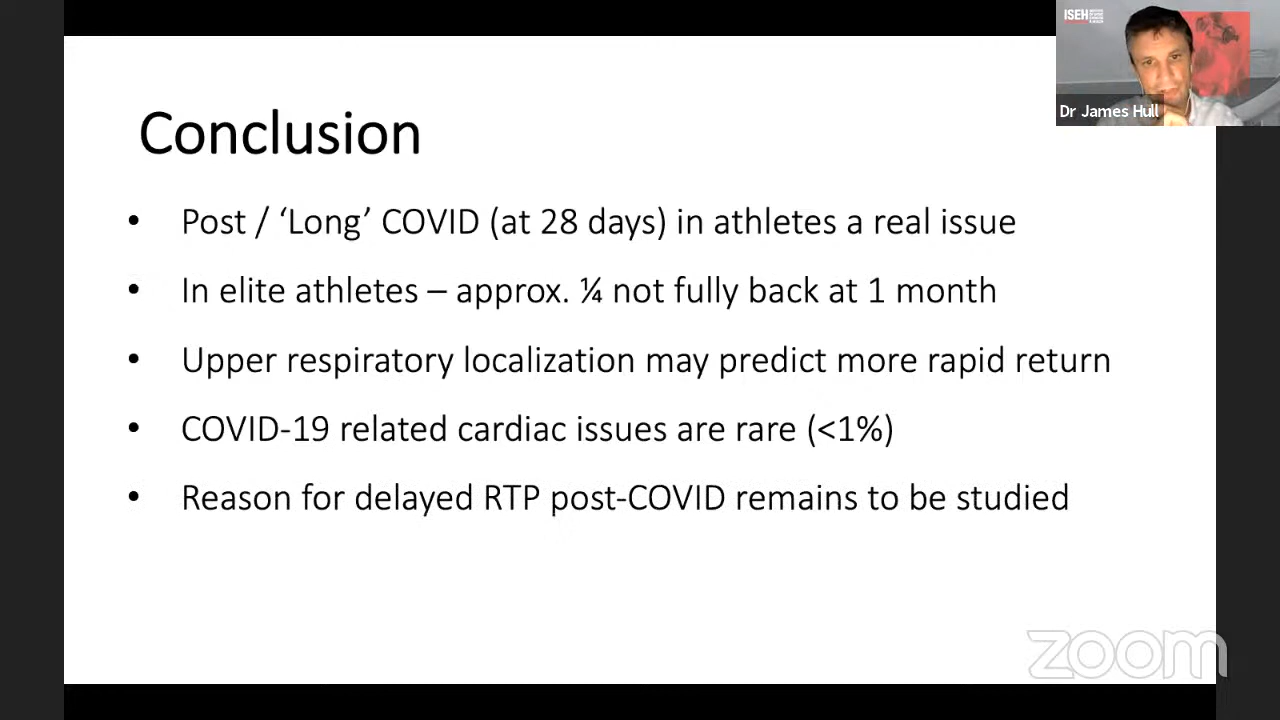 ISEH
Dr James Hull
Conclusion
• Post / ‘Long’ COVID (at 28 days) in athletes a real issue
• In elite athletes – approx. ¼ not fully back at 1 month
• Upper respiratory localization may predict more rapid return
• COVID-19 related cardiac issues are rare (<1%)
• Reason for delayed RTP post-COVID remains to be studied
zoom